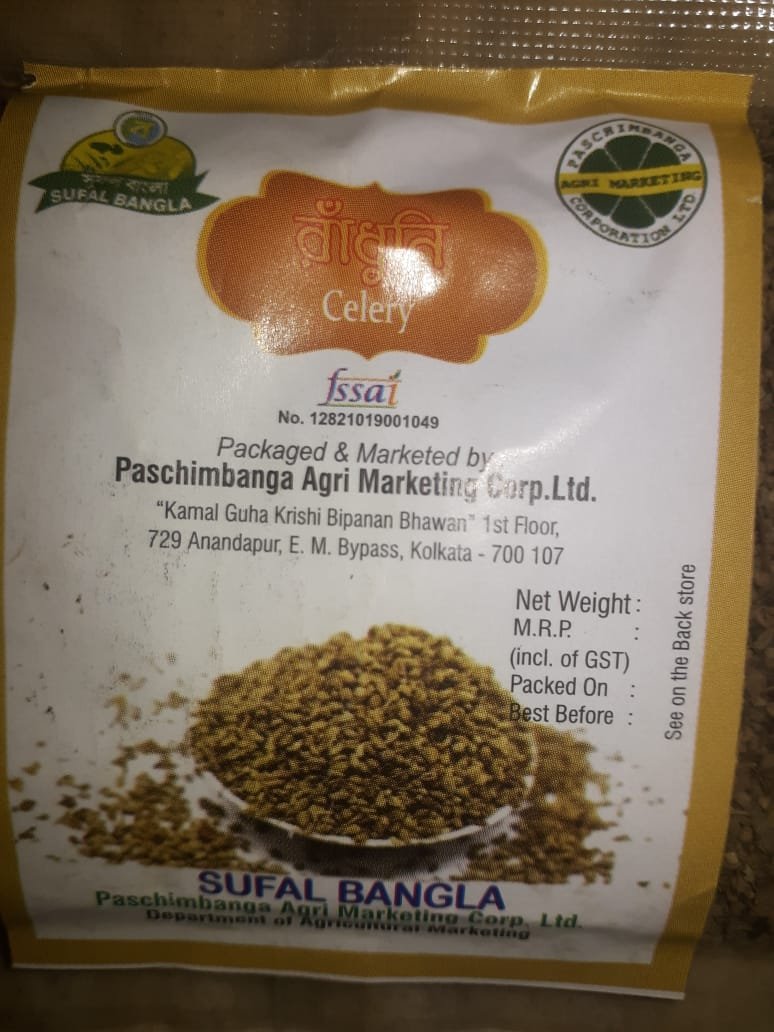 সুফল বাংলা
SUFAL BANGLA
PASCHIMBANGA
AGRI MARKETING
CORPORATION LTD
রাঁধুনি
Celery
fssai
No. 12821019001049
Packaged & Marketed by
Paschimbanga Agri Marketing Corp.Ltd.
“Kamal Guha Krishi Bipanan Bhawan” 1st Floor,
729 Anandapur, E. M. Bypass, Kolkata - 700 107
Net Weight :
M.R.P. :
(incl. of GST)
Packed On :
Best Before :
See on the Back store
SUFAL BANGLA
Paschimbanga Agri Marketing Corp. Ltd.
Department of Agricultural Marketing